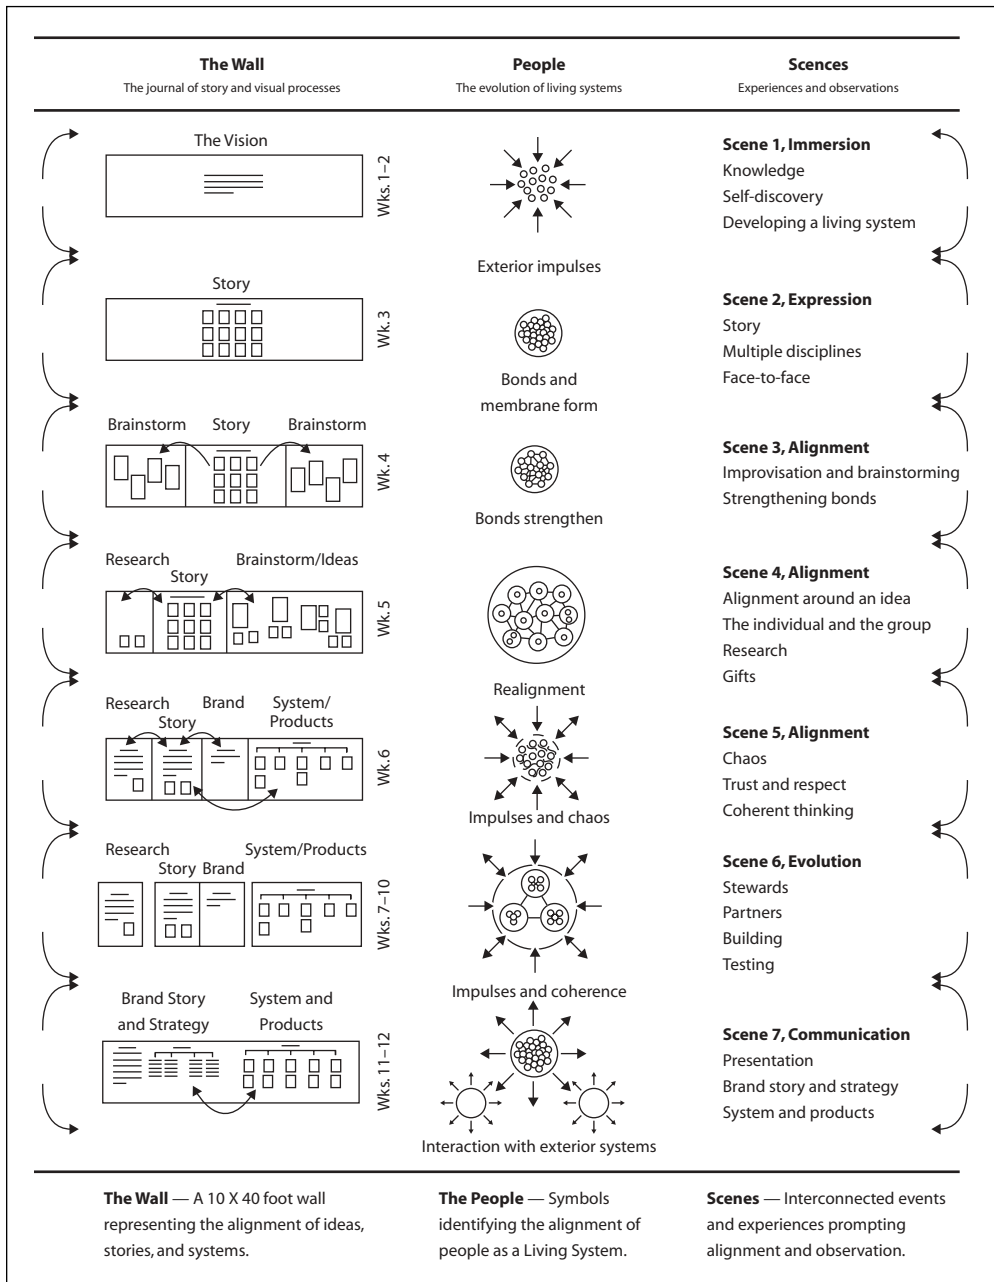 The Wall
The journal of story and visual processes
People
The evolution of living systems
Scences
Experiences and observations
The Vision
Wks. 1–2
Exterior impulses
Scene 1, Immersion
Knowledge
Self-discovery
Developing a living system
Story
Wk. 3
Bonds and
membrane form
Scene 2, Expression
Story
Multiple disciplines
Face-to-face
Brainstorm
Story
Brainstorm
Wk. 4
Bonds strengthen
Scene 3, Alignment
Improvisation and brainstorming
Strengthening bonds
Research
Story
Brainstorm/Ideas
Wk. 5
Realignment
Scene 4, Alignment
Alignment around an idea
The individual and the group
Research
Gifts
Research
Story
Brand
System/
Products
Wk. 6
Impulses and chaos
Scene 5, Alignment
Chaos
Trust and respect
Coherent thinking
Research
Story
Brand
System/Products
Wks. 7–10
Impulses and coherence
Scene 6, Evolution
Stewards
Partners
Building
Testing
Brand Story
and Strategy
System and
Products
Wks. 11–12
Interaction with exterior systems
Scene 7, Communication
Presentation
Brand story and strategy
System and products
The Wall — A 10 X 40 foot wall
representing the alignment of ideas,
stories, and systems.
The People — Symbols
identifying the alignment of
people as a Living System.
Scenes — Interconnected events
and experiences prompting
alignment and observation.